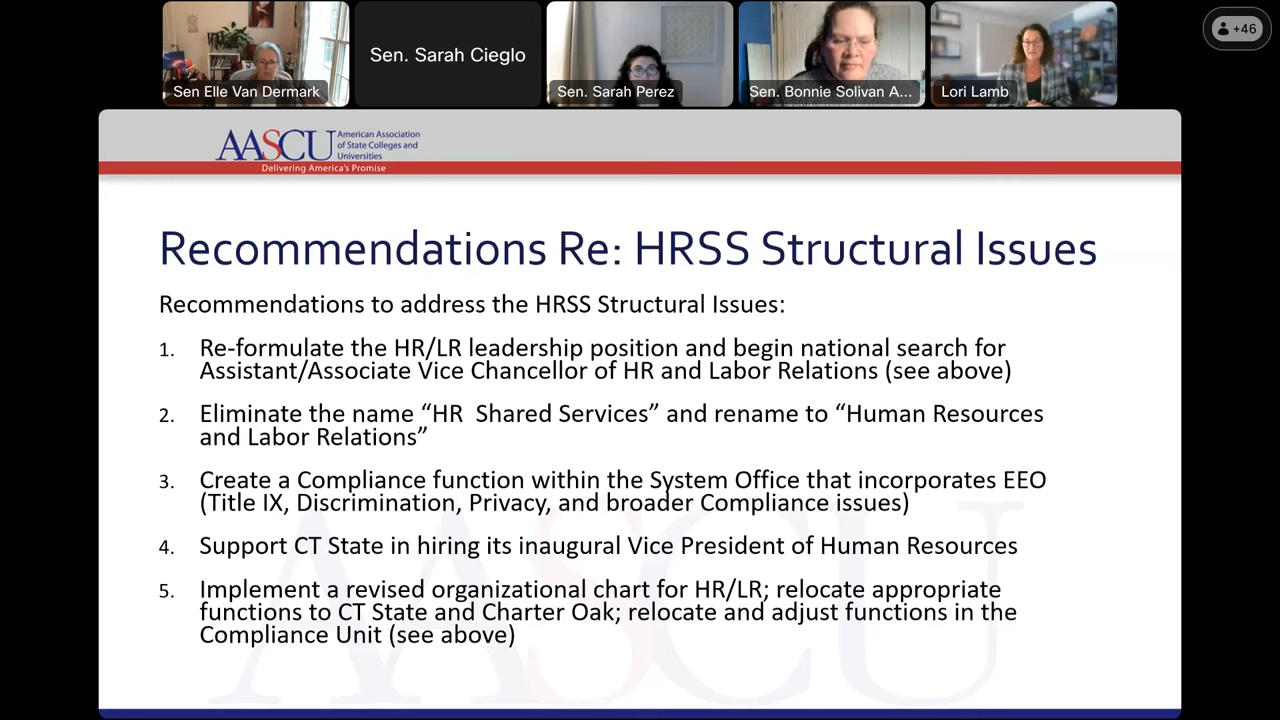 Sen Elle Van Dermark
Sen. Sarah Cieglo
Sen. Sarah Perez
Sen. Bonnie Solivan A...
Lori Lamb
+46
AASCU
American Association
of State Colleges and
Universities
Delivering America's Promise
Recommendations Re: HRSS Structural Issues
Recommendations to address the HRSS Structural Issues:
1. Re-formulate the HR/LR leadership position and begin national search for
Assistant/Associate Vice Chancellor of HR and Labor Relations (see above)
2. Eliminate the name “HR  Shared Services” and rename to “Human Resources
and Labor Relations”
3. Create a Compliance function within the System Office that incorporates EEO
(Title IX, Discrimination, Privacy, and broader Compliance issues)
4. Support CT State in hiring its inaugural Vice President of Human Resources
5. Implement a revised organizational chart for HR/LR; relocate appropriate
functions to CT State and Charter Oak; relocate and adjust functions in the
Compliance Unit (see above)
AASCU